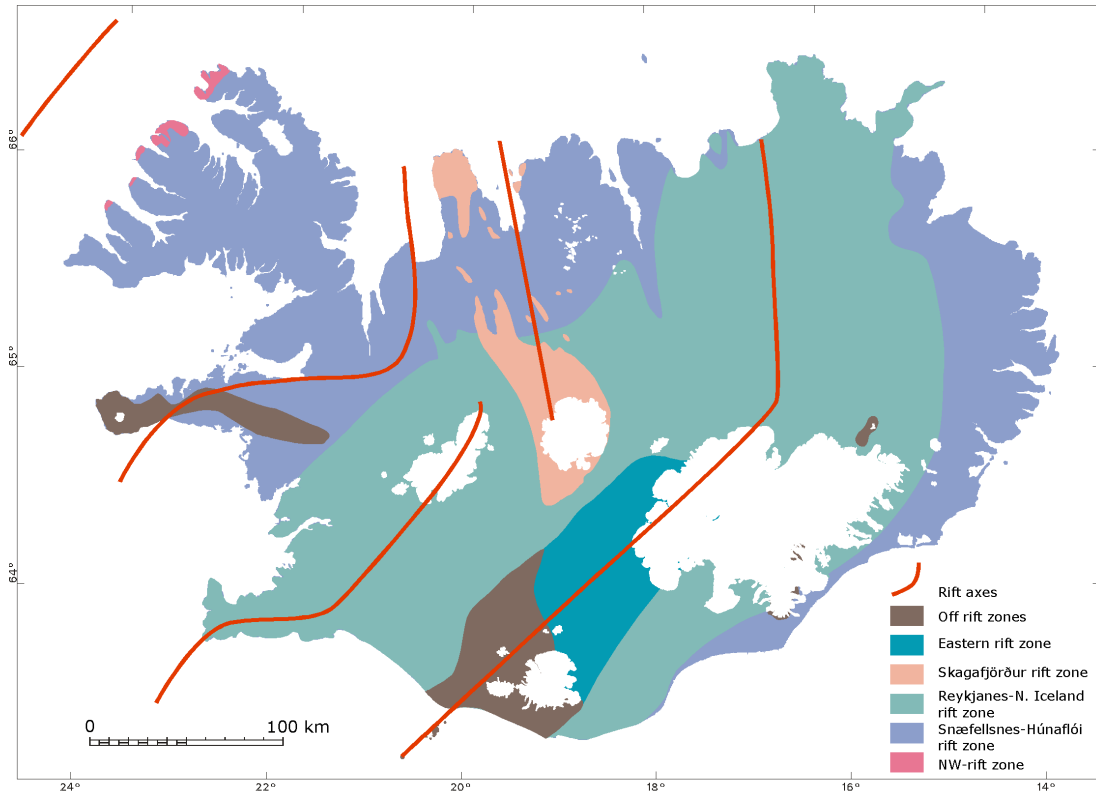 66°
65°
64°
Rift axes
Off rift zones
Eastern rift zone
Skagafjörður rift zone
Reykjanes-N. Iceland
rift zone
Snæfellsnes-Húnaflói
rift zone
NW-rift zone
0 100 km
24° 22° 20° 18° 16° 14°